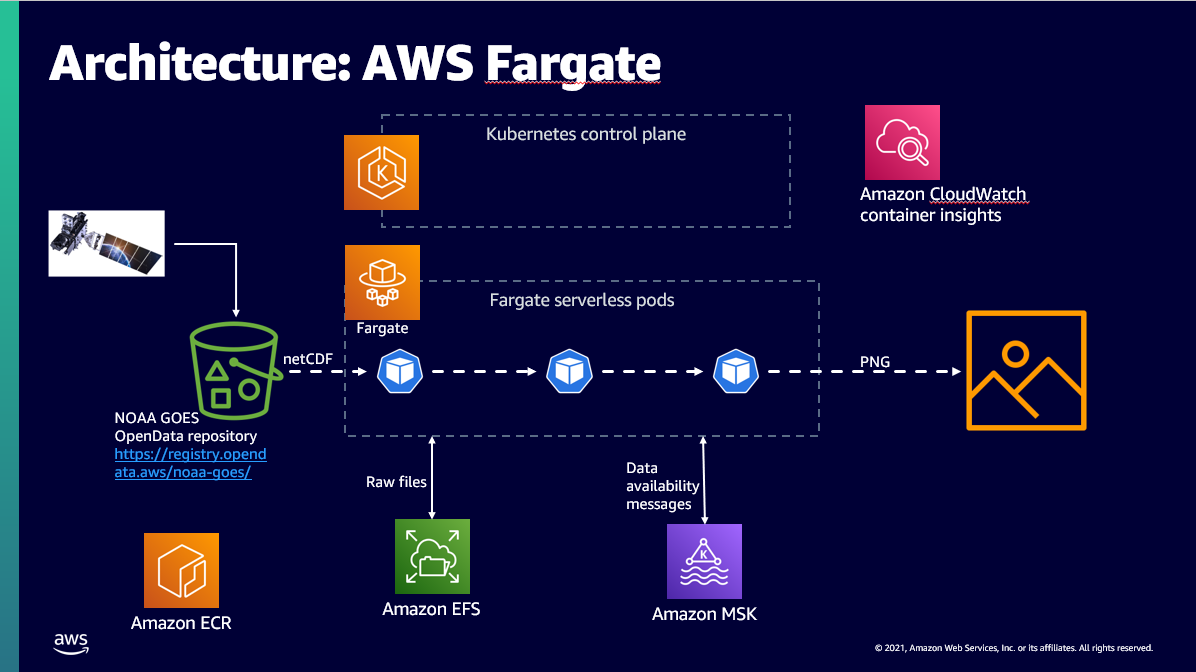 Architecture: AWS Fargate
Kubernetes control plane
K
Amazon CloudWatch
container insights
Fargate serverless pods
Fargate
netCDF
PNG
NOAA GOES
OpenData repository
https://registry.opend
ata.aws/noaa-goes/
Raw files
Data
availability
messages
K
Amazon ECR
Amazon EFS
Amazon MSK
aws
© 2021, Amazon Web Services, Inc. or its affiliates. All rights reserved.